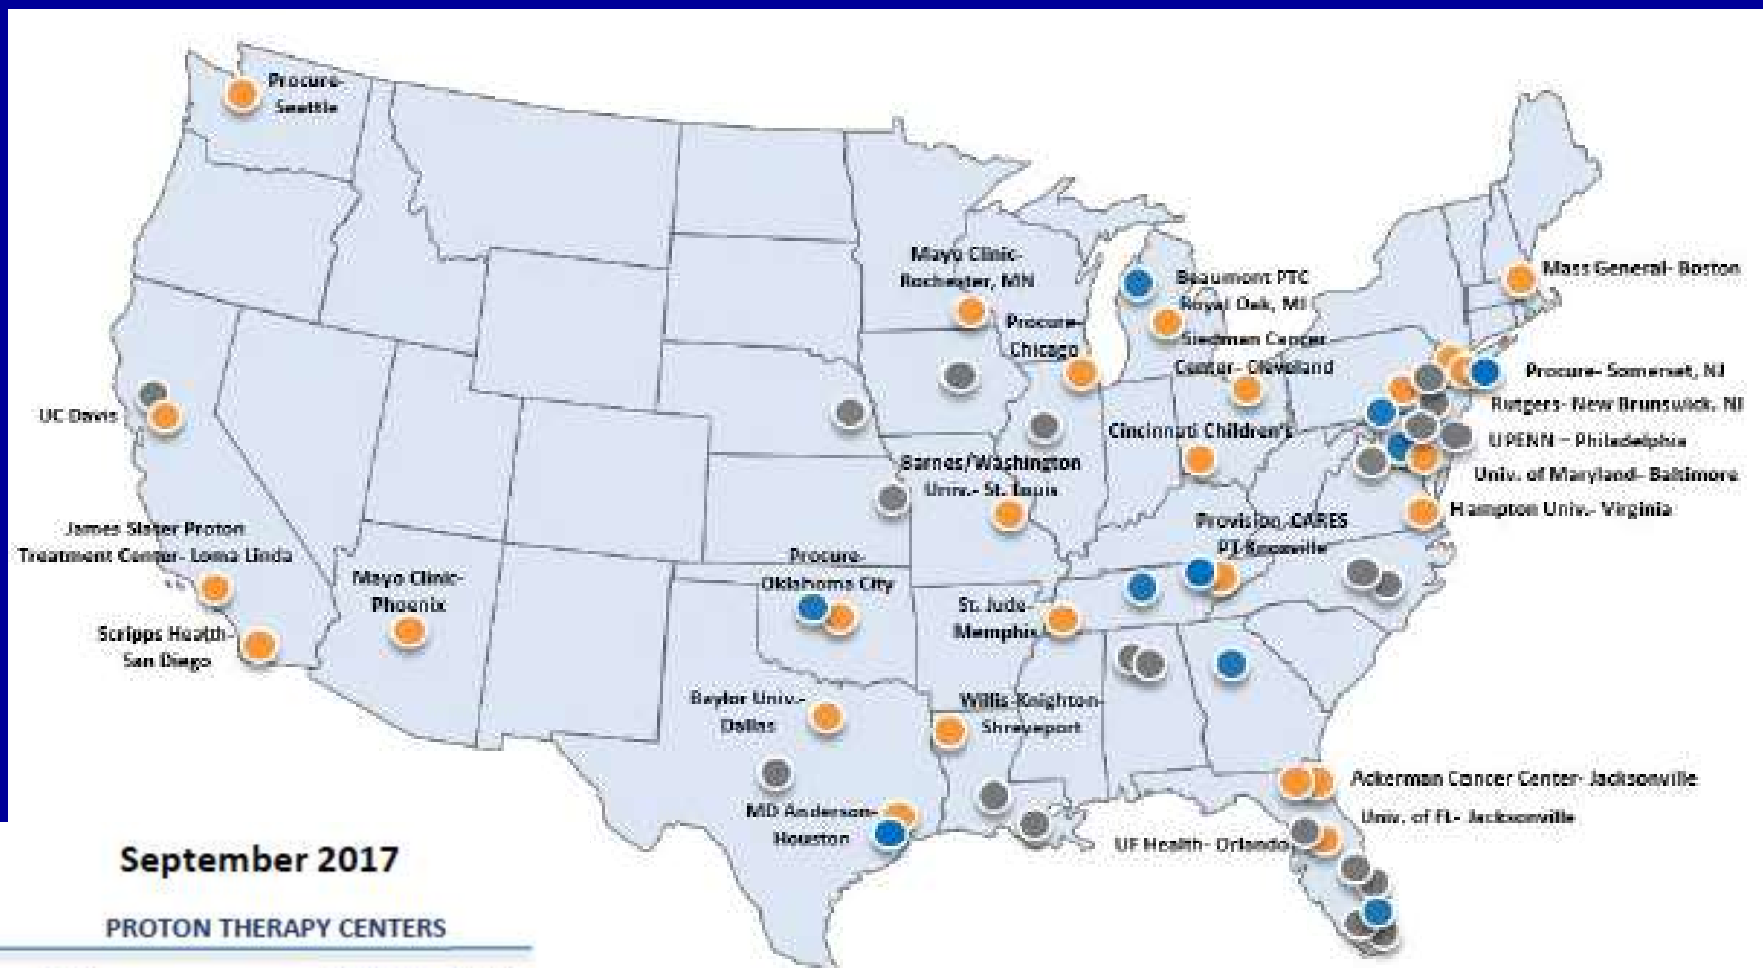 Procure-
Seattle
UC Davis
James Slater Proton
Treatment Center- Loma Linda
Scripps Health-
San Diego
Mayo Clinic-
Phoenix
Mayo Clinic-
Rochester, MN
Procure-
Chicago
Beaumont PTC
Royal Oak, MI
Siedman Cancer
Center- Cleveland
Cincinnati Children's
Barnes/Washington
Univ.- St. Louis
Procure-
Oklahoma City
Provision, CARES
PT-Knoxville
St. Jude-
Memphis
Baylor Univ.-
Dallas
Willis-Knighton-
Shreveport
MD Anderson-
Houston
Mass General- Boston
Procure- Somerset, NJ
Rutgers- New Brunswick, NJ
UPENN – Philadelphia
Univ. of Maryland- Baltimore
Hampton Univ.- Virginia
Ackerman Cancer Center- Jacksonville
Univ. of FL- Jacksonville
UF Health- Orlando
September 2017
PROTON THERAPY CENTERS